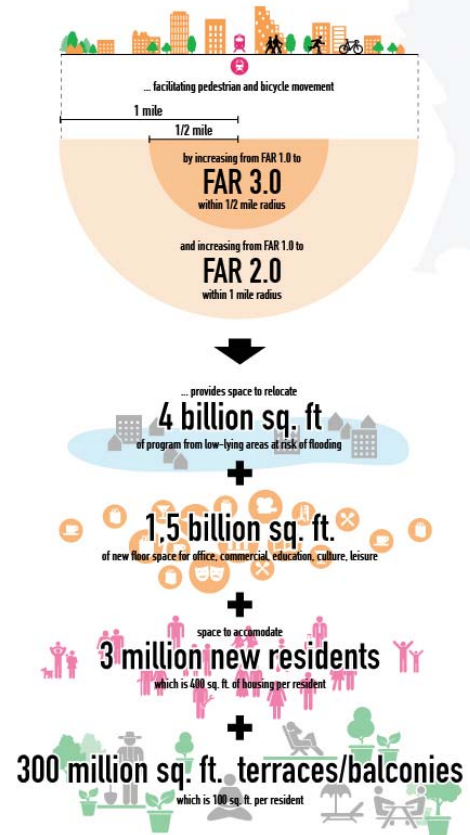 ... facilitating pedestrian and bicycle movement
1 mile
1/2 mile
by increasing from FAR 1.0 to
FAR 3.0
within 1/2 mile radius
and increasing from FAR 1.0 to
FAR 2.0
within 1 mile radius
... provides space to relocate
4 billion sq. ft
of program from low-lying areas at risk of flooding
+
1,5 billion sq. ft.
of new floor space for office, commercial, education, culture, leisure
+
space to accomodate
3 million new residents
which is 400 sq. ft. of housing per resident
+
300 million sq. ft. terraces/balconies
which is 100 sq. ft. per resident